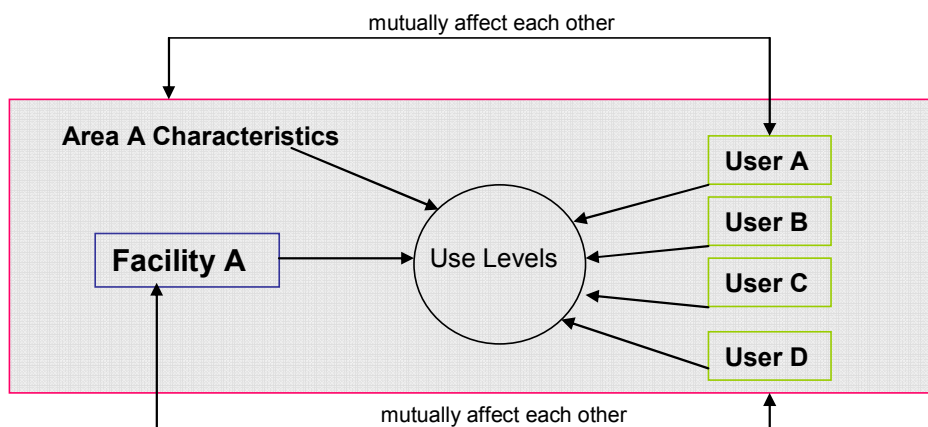 mutually affect each other
Area A Characteristics
User A
User B
Facility A
Use Levels
User C
User D
mutually affect each other